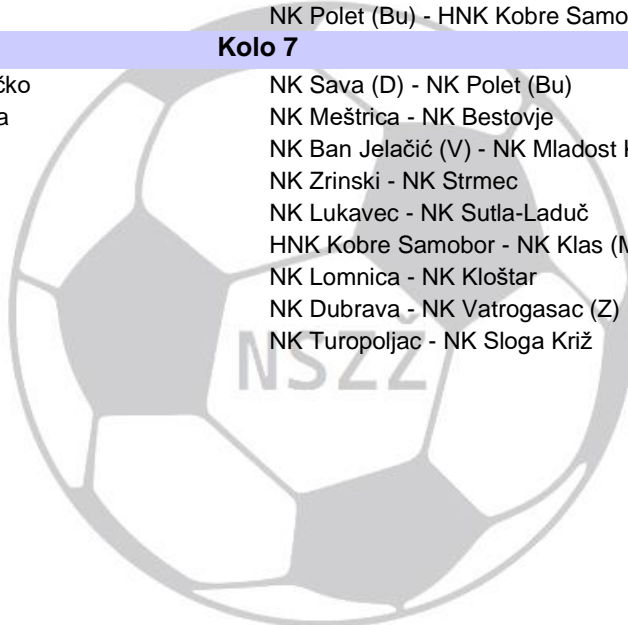 NK Polet (Bu) - HNK Kobre Samo
Kolo 7
čko
a
NK Sava (D) - NK Polet (Bu)
NK Meštrica - NK Bestovje
NK Ban Jelačić (V) - NK Mladost
NK Zrinski - NK Strmec
NK Lukavec - NK Sutla-Laduč
HNK Kobre Samobor - NK Klas (M
NK Lomnica - NK Kloštar
NK Dubrava - NK Vatrogasac (Z)
NK Turopoljac - NK Sloga Križ
NSZŽ